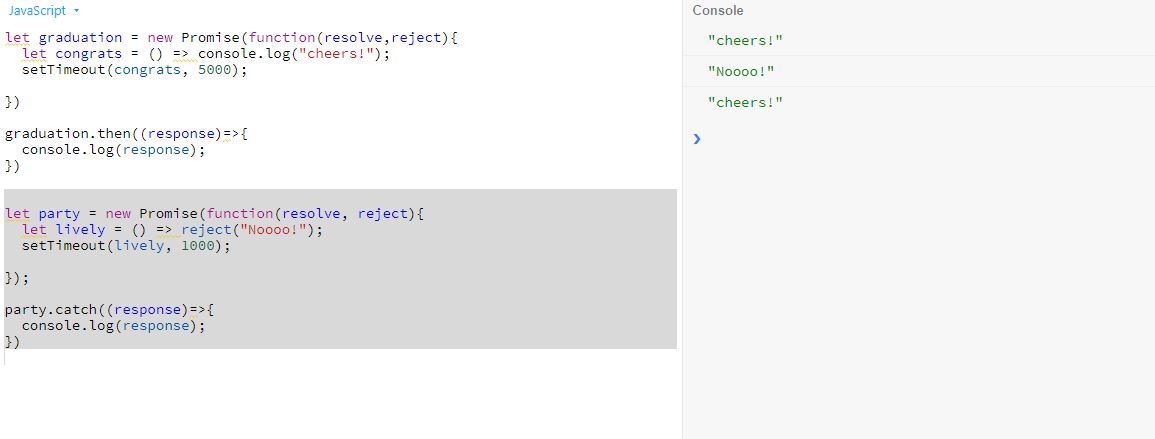 JavaScript
let graduation = new Promise(function(resolve,reject){
  let congrats = () => console.log("cheers!");
  setTimeout(congrats, 5000);
})
graduation.then((response)=>{
  console.log(response);
})
let party = new Promise(function(resolve, reject){
  let lively = () => reject("Noooo!");
  setTimeout(lively, 1000);
});
party.catch((response)=>{
  console.log(response);
})
Console
"cheers!"
"Noooo!"
"cheers!"